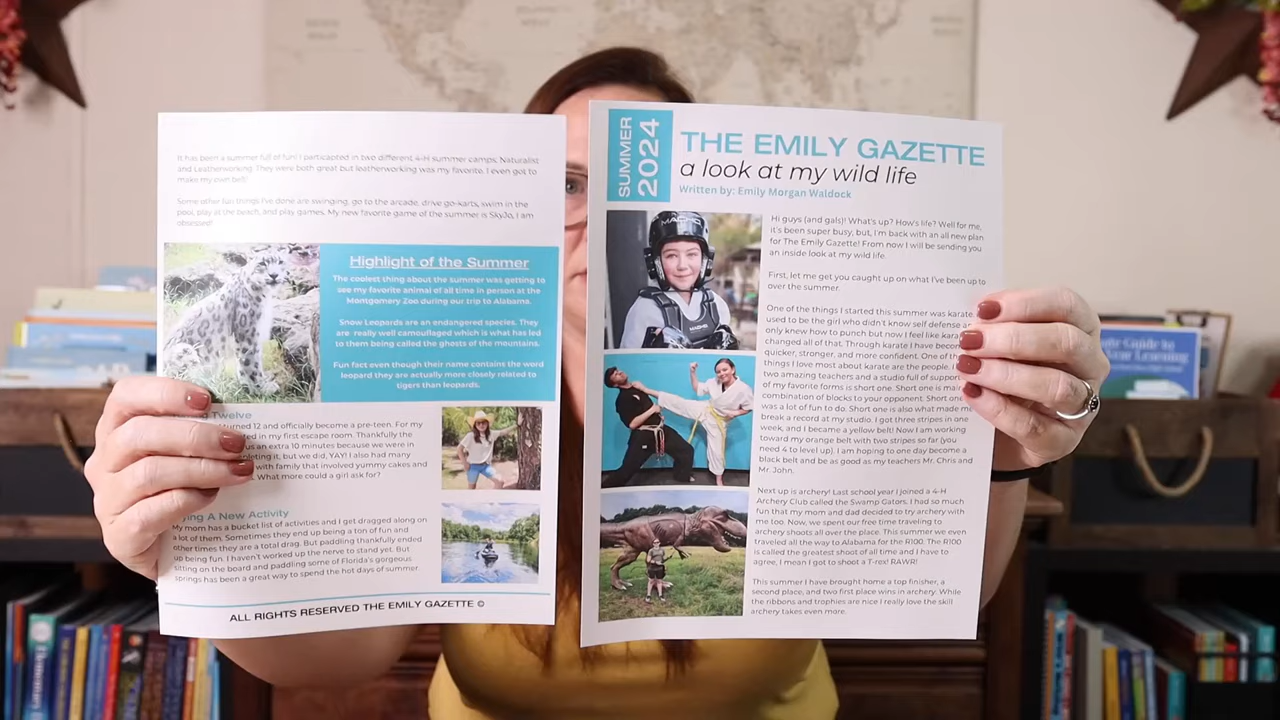 It has been a summer full of fun! I particapted in two different 4-H summer camps, Naturalist
and Leatherworking. They were both great but leatherworking was my favorite, I even got to
make my own belt!
Some other fun things I've done are swinging, go to the arcade, drive go-karts, swim in the
pool, play at the beach, and play games. My new favorite game of the summer is SkyJo, I am
obsessed!
Highlight of the Summer
The coolest thing about the summer was getting to
see my favorite animal of all time in person at the
Montgomery Zoo during our trip to Alabama.
Snow Leopards are an endangered species. They
are really well camouflaged which is what has led
to them being called the ghosts of the mountains.
Fun fact even though their name contains the word
leopard they are actually more closely related to
tigers than leopards.
Twelve
turned 12 and officially become a pre-teen. For my
in my first escape room. Thankfully the
us an extra 10 minutes because we were in
but we did, YAY! I also had many
with family that involved yummy cakes and
what more could a girl ask for?
A New Activity
My mom has a bucket list of activities and I get dragged along on
a lot of them. Sometimes they end up being a ton of fun and
other times they are a total drag. But padding thankfully ended
up being fun. I haven't worked up the nerve to stand yet. But
sitting on the board and paddling some of Florida's gorgeous
springs has been a great way to spend the hot days of summer.
ALL RIGHTS RESERVED THE EMILY GAZETTE ©
SUMMER
2024
THE EMILY GAZETTE
a look at my wild life
Written by: Emily Morgan Waldock
Hi guys (and gals)! What's up? How's life? Well for me,
it's been super busy, but, I'm back with an all new plan
for The Emily Gazette! From now I will be sending you
an inside look at my wild life.
First, let me get you caught up on what I've been up to
over the summer.
One of the things I started this summer was karate.
used to be the girl who didn't know self defense a
only knew how to punch but now I feel like kara
changed all of that. Through karate I have becom
quicker, stronger, and more confident. One of th
things I love most about karate are the people. I
two amazing teachers and a studio full of support
of my favorite forms is short one. Short one is main
combination of blocks to your opponent. Short one
was a lot of fun to do. Short one is also what made me
break a record at my studio. I got three stripes in one
week, and I became a yellow belt! Now I am working
toward my orange belt with two stripes so far (you
need 4 to level up). I am hoping to one day become a
block belt and be as good as my teachers Mr. Chris and
Mr. John.
Next up is archery! Last school year I joined a 4-H
Archery Club called the Swamp Gators. I had so much
fun that my mom and dad decided to try archery with
me too. Now, we spent our free time traveling to
archery shoots all over the place. This summer we even
traveled all the way to Alabama for the R100. The R100
is called the greatest shoot of all time and I have to
agree, I mean I got to shoot a T-rex! RAWR!
This summer I have brought home a top finisher, a
second place, and two first place wins in archery. While
the ribbons and trophies are nice I really love the skill
archery takes even more.
MACHO
MACHO